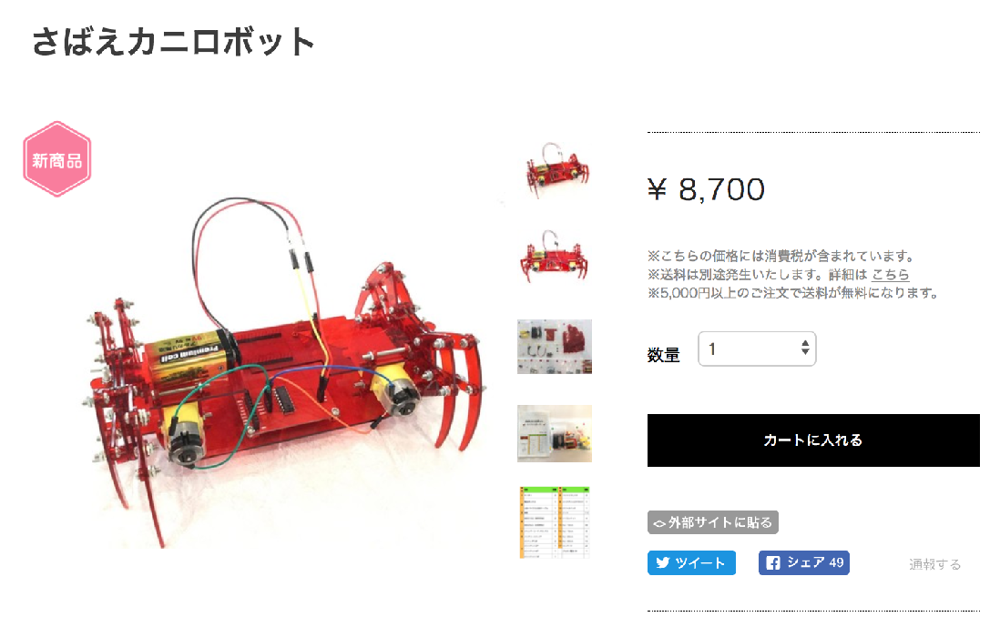 さばえカニロボット
新商品
Premium cell
¥ 8,700
※こちらの価格には消費税が含まれています。
※送料は別途発生いたします。詳細は こちら
※5,000円以上のご注文で送料が無料になります。
数量 1
カートに入れる
<> 外部サイトに貼る
ツイート シェア 49 通報する